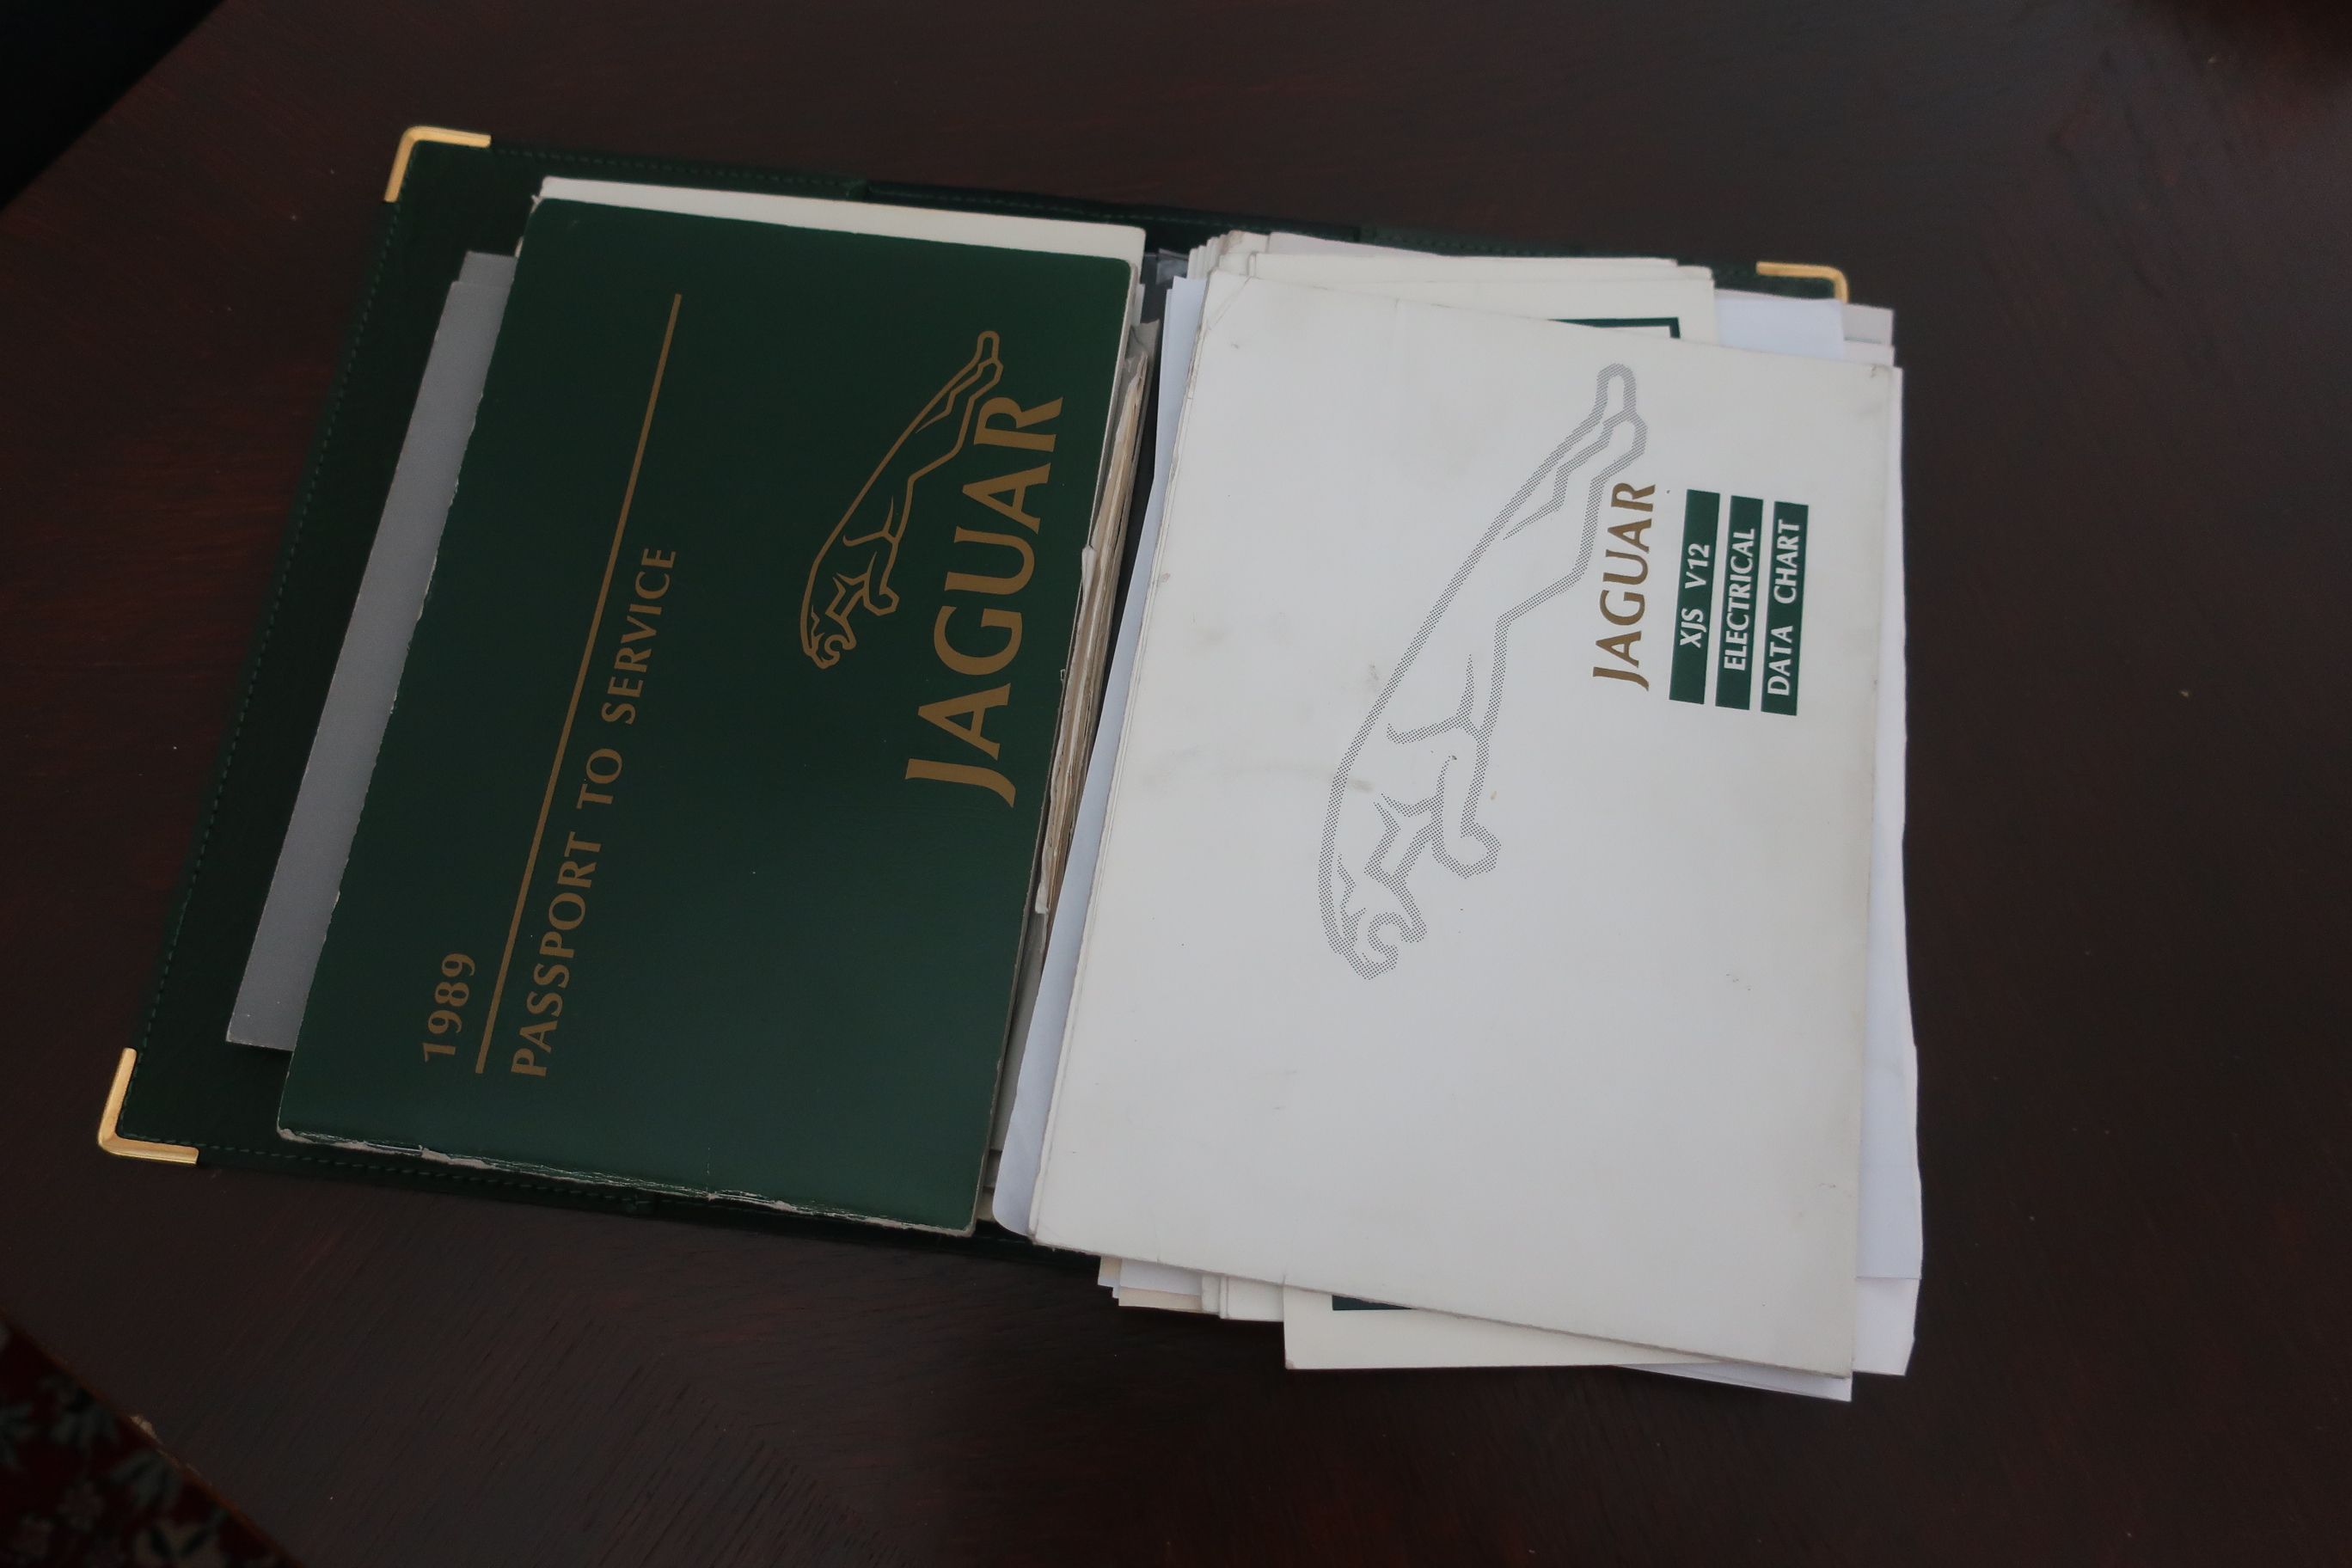 1989
PASSPORT TO SERVICE
JAGUAR
JAGUAR
XJS V12
ELECTRICAL
DATA CHART